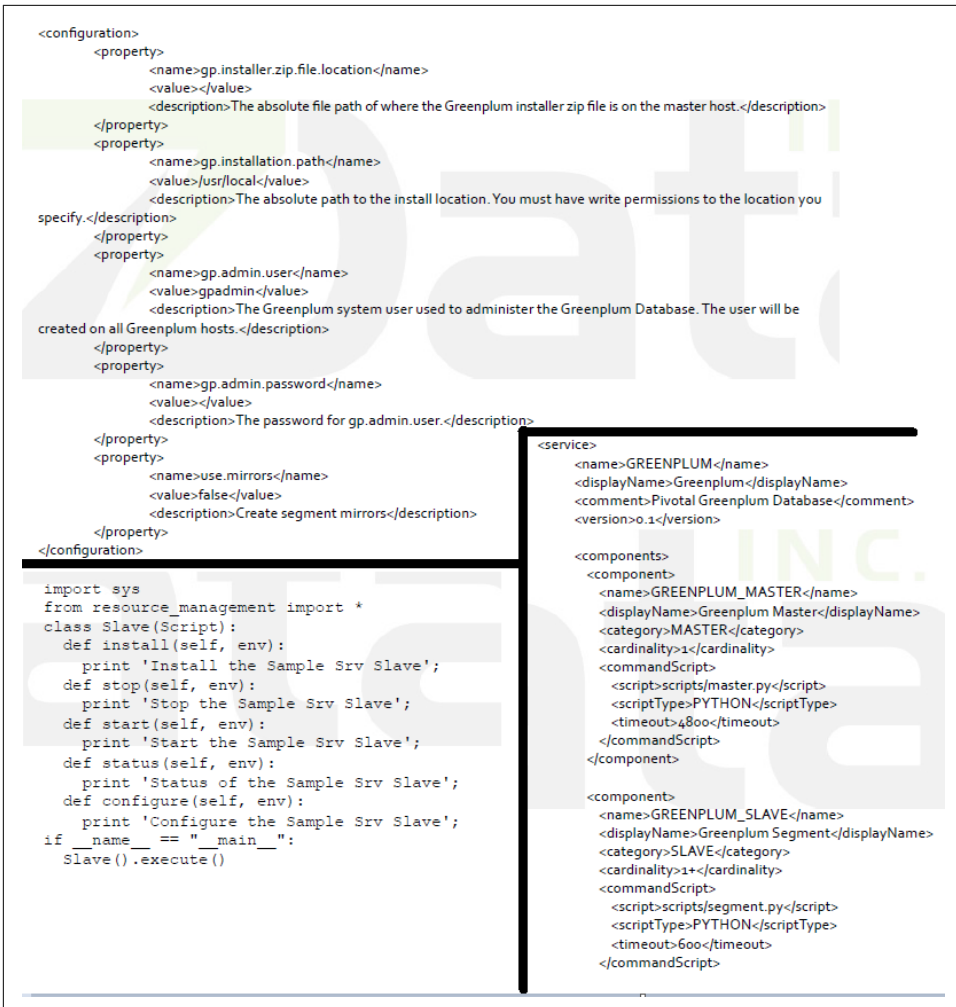 <configuration>
<property>
<name>gp.installer.zip.file.location</name>
<value></value>
<description>The absolute file path of where the Greenplum installer zip file is on the master host.</description>
</property>
<property>
<name>gp.installation.path</name>
<value>/usr/local</value>
<description>The absolute path to the install location. You must have write permissions to the location you
specify.</description>
</property>
<property>
<name>gp.admin.user</name>
<value>gpadmin</value>
<description>The Greenplum system user used to administer the Greenplum Database. The user will be
created on all Greenplum hosts.</description>
</property>
<property>
<name>gp.admin.password</name>
<value></value>
<description>The password for gp.admin.user.</description>
</property>
<property>
<name>use.mirrors</name>
<value>false</value>
<description>Create segment mirrors</description>
</property>
</configuration>
import sys
from resource_management import *
class Slave(Script):
  def install(self, env):
    print 'Install the Sample Srv Slave';
  def stop(self, env):
    print 'Stop the Sample Srv Slave';
  def start(self, env):
    print 'Start the Sample Srv Slave';
  def status(self, env):
    print 'Status of the Sample Srv Slave';
  def configure(self, env):
    print 'Configure the Sample Srv Slave';
if __name__ == "__main__":
  Slave().execute()
<service>
<name>GREENPLUM</name>
<displayName>Greenplum</displayName>
<comment>Pivotal Greenplum Database</comment>
<version>0.1</version>
<components>
<component>
<name>GREENPLUM_MASTER</name>
<displayName>Greenplum Master</displayName>
<category>MASTER</category>
<cardinality>1</cardinality>
<commandScript>
<script>scripts/master.py</script>
<scriptType>PYTHON</scriptType>
<timeout>4800</timeout>
</commandScript>
</component>
<component>
<name>GREENPLUM_SLAVE</name>
<displayName>Greenplum Segment</displayName>
<category>SLAVE</category>
<cardinality>1+</cardinality>
<commandScript>
<script>scripts/segment.py</script>
<scriptType>PYTHON</scriptType>
<timeout>600</timeout>
</commandScript>
ZData
INC.